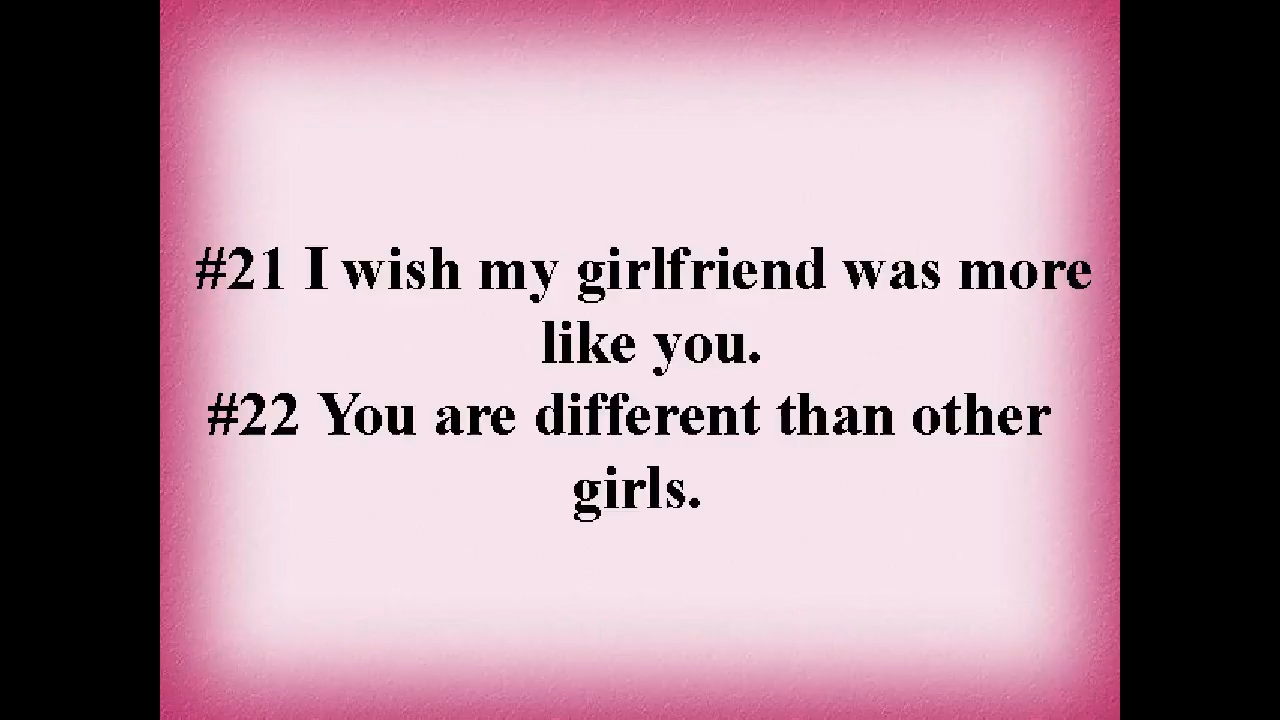 #21 I wish my girlfriend was more
like you.
#22 You are different than other
girls.